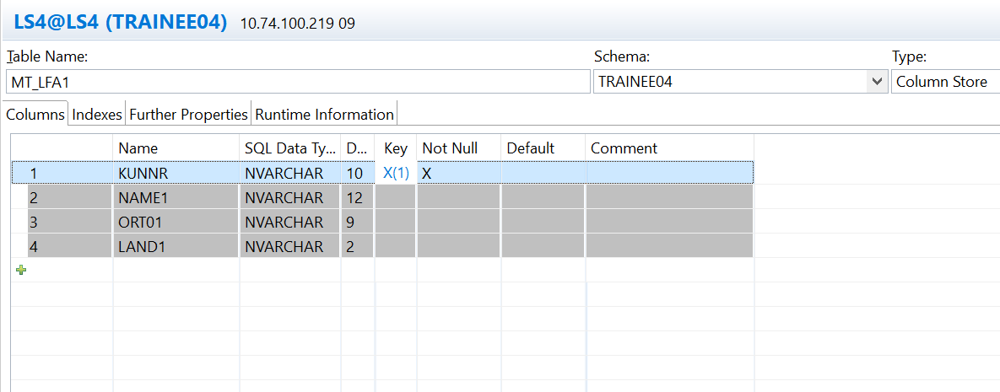 LS4@LS4 (TRAINEE04) 10.74.100.219 09
Table Name: Schema: Type:
MT_LFA1 TRAINEE04 Column Store
Columns Indexes Further Properties Runtime Information
Name SQL Data Ty... D... Key Not Null Default Comment
1 KUNNR NVARCHAR 10 X(1) X
2 NAME1 NVARCHAR 12
3 ORT01 NVARCHAR 9
4 LAND1 NVARCHAR 2